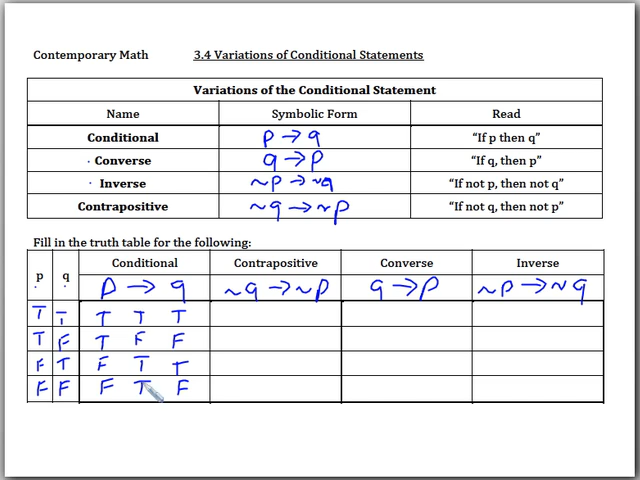 Contemporary Math 3.4 Variations of Conditional Statements
Variations of the Conditional Statement
Name Symbolic Form Read
Conditional p → q "If p then q"
Converse q → p "If q, then p"
Inverse ~p → ~q "If not p, then not q"
Contrapositive ~q → ~p "If not q, then not p"
Fill in the truth table for the following:
p q Conditional Contrapositive Converse Inverse
p → q ~q → ~p q → p ~p → ~q
T T T T T
T F T F F
F T F T T
F F F T F